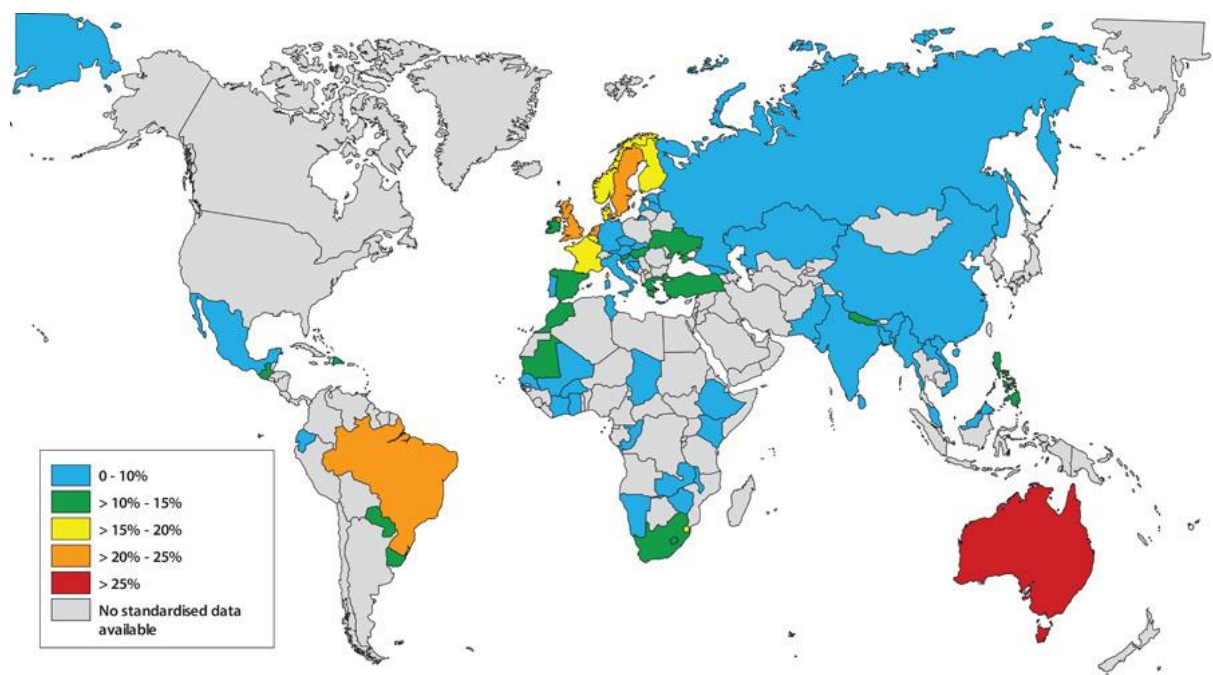 0 - 10%
> 10% - 15%
> 15% - 20%
> 20% - 25%
> 25%
No standardised data
available